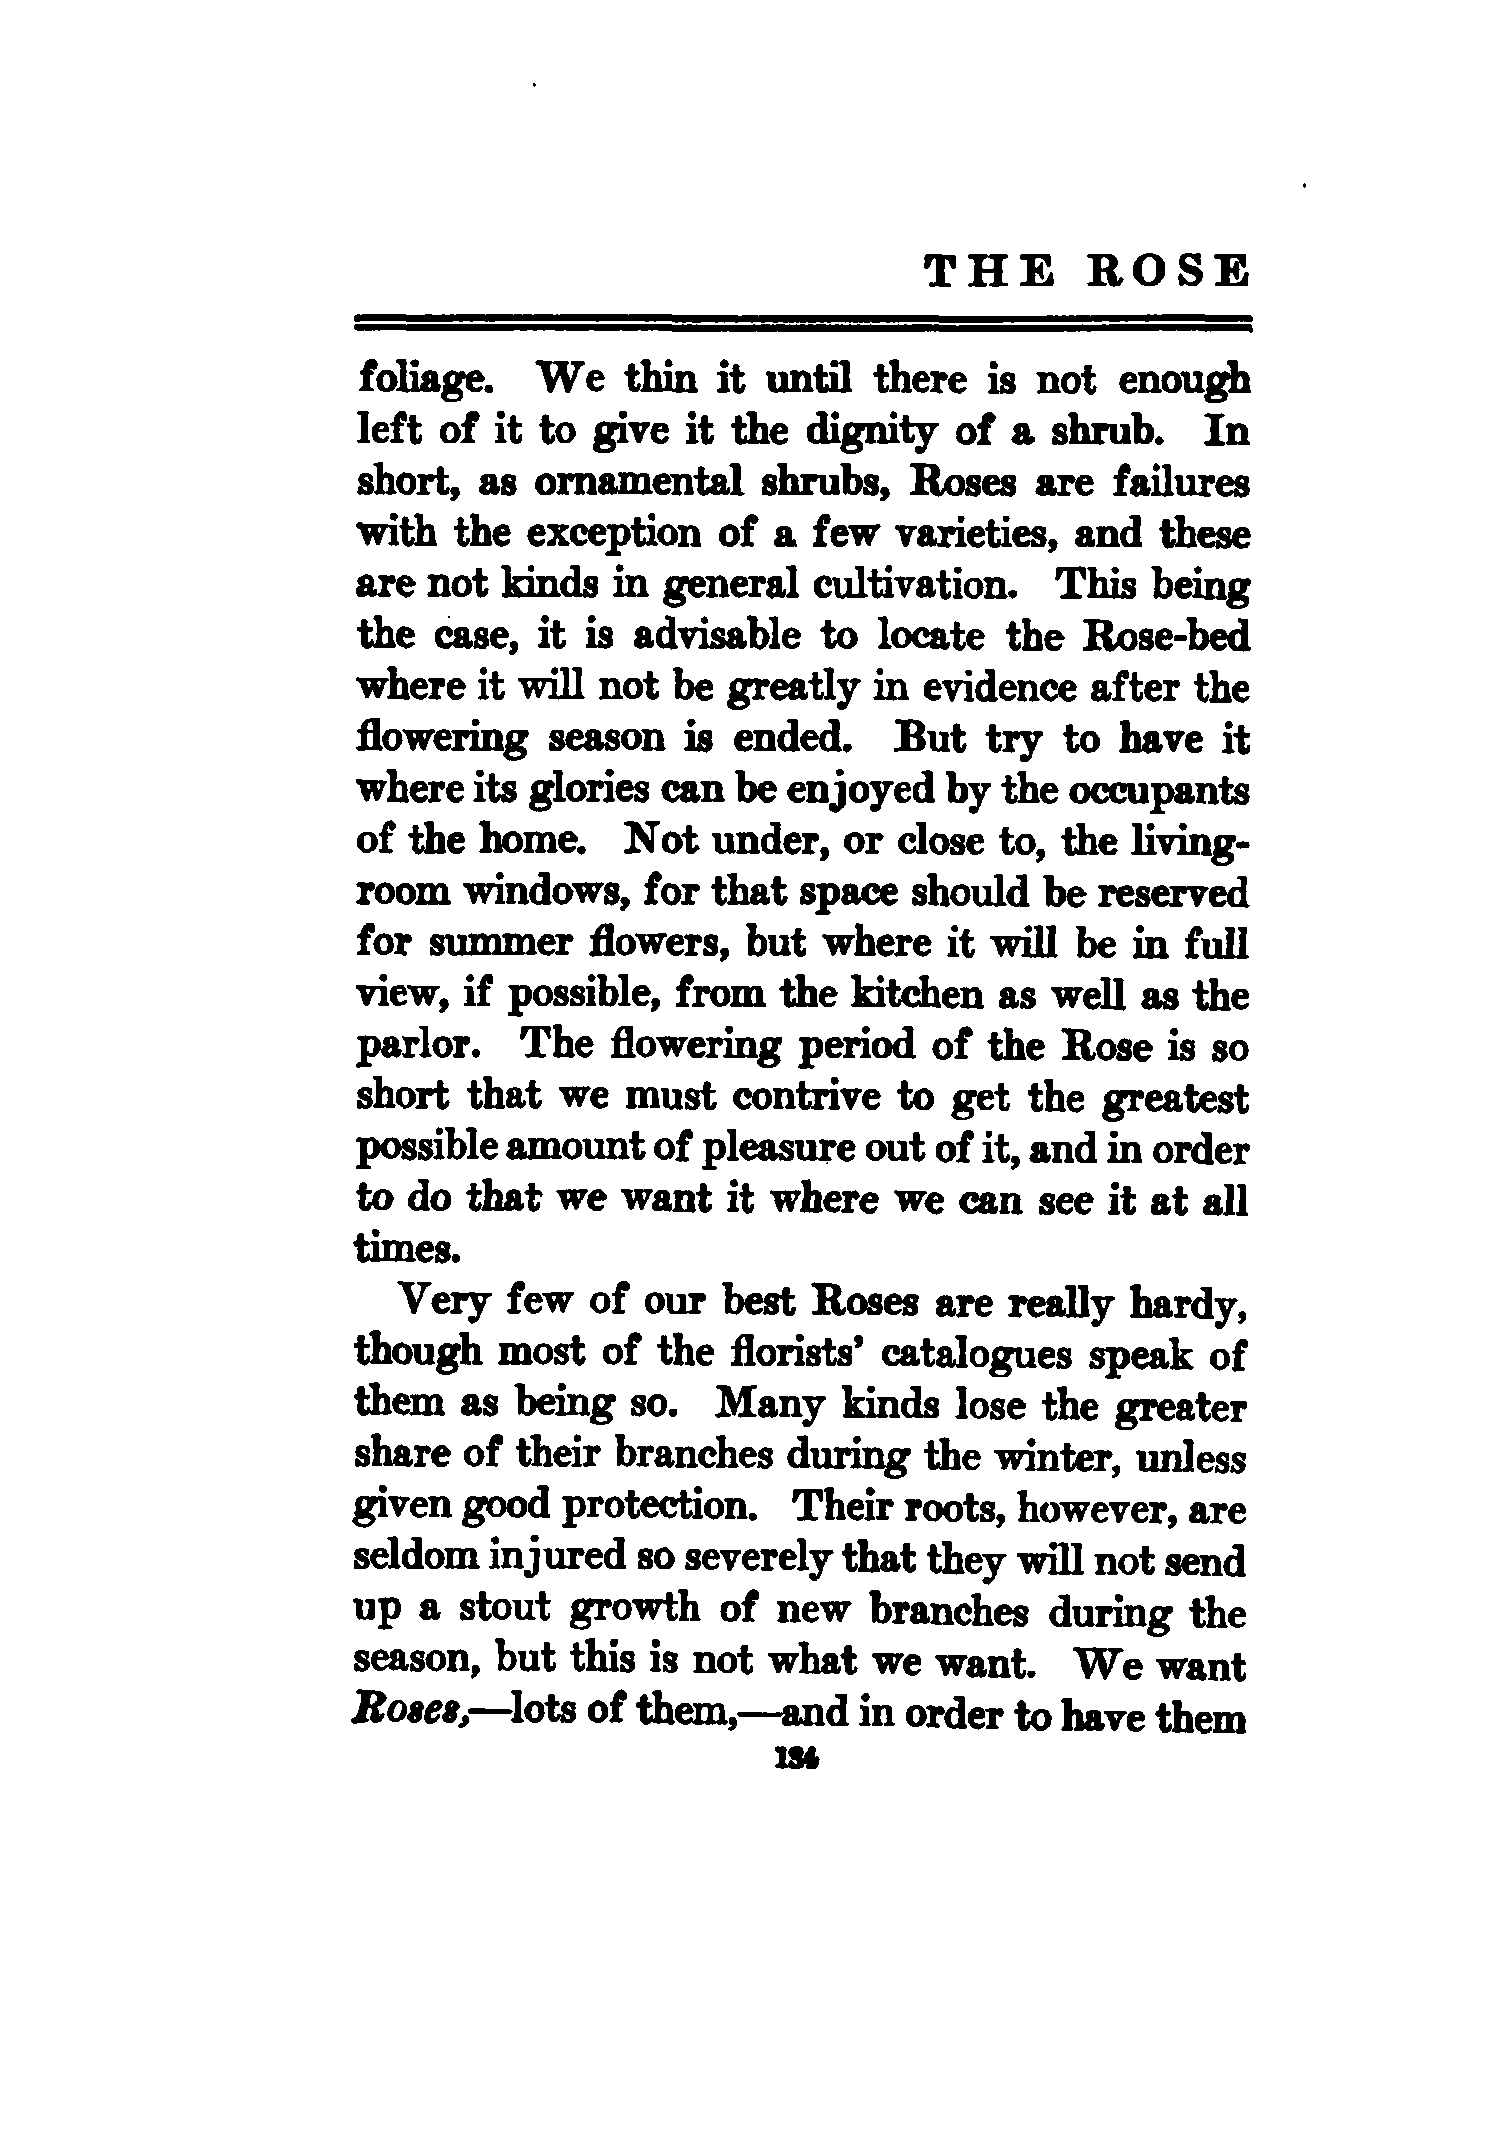 THE ROSE
foliage. We thin it until there is not enough
left of it to give it the dignity of a shrub. In
short, as ornamental shrubs, Roses are failures
with the exception of a few varieties, and these
are not kinds in general cultivation. This being
the case, it is advisable to locate the Rose-bed
where it will not be greatly in evidence after the
flowering season is ended. But try to have it
where its glories can be enjoyed by the occupants
of the home. Not under, or close to, the living-
room windows, for that space should be reserved
for summer flowers, but where it will be in full
view, if possible, from the kitchen as well as the
parlor. The flowering period of the Rose is so
short that we must contrive to get the greatest
possible amount of pleasure out of it, and in order
to do that we want it where we can see it at all
times.
Very few of our best Roses are really hardy,
though most of the florists' catalogues speak of
them as being so. Many kinds lose the greater
share of their branches during the winter, unless
given good protection. Their roots, however, are
seldom injured so severely that they will not send
up a stout growth of new branches during the
season, but this is not what we want. We want
Roses,—lots of them,—and in order to have them
134